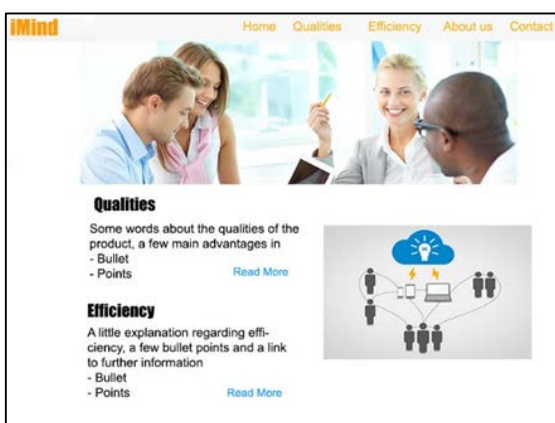 iMind
Home Qualities Efficiency About us Contact
Qualities
Some words about the qualities of the
product, a few main advantages in
- Bullet
- Points Read More
Efficiency
A little explanation regarding effi-
ciency, a few bullet points and a link
to further information
- Bullet
- Points Read More